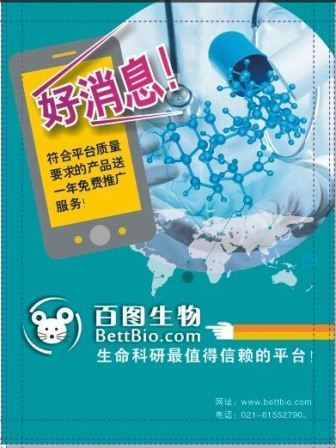 好消息！
符合平台质量
要求的产品送
一年免费推广
服务！
百图生物
BettBio.com
生命科研最值得信赖的平台！
网址：www.bettbio.com
电话：021-61552790。